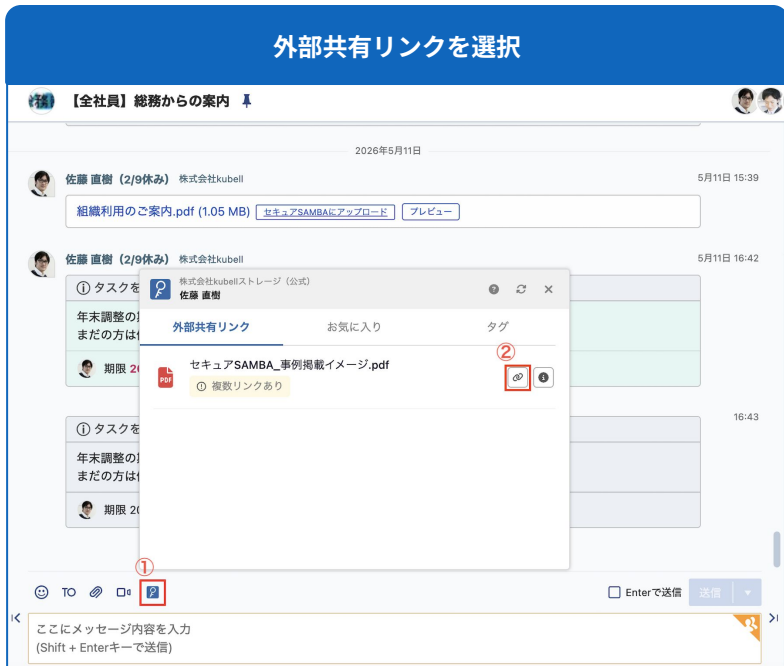 外部共有リンクを選択
務
【全社員】総務からの案内
2026年5月11日
佐藤 直樹（2/9休み） 株式会社kubell 5月11日 15:39
組織利用のご案内.pdf (1.05 MB) セキュアSAMBAにアップロード プレビュー
佐藤 直樹（2/9休み） 株式会社kubell 5月11日 16:42
タスクを
年末調整の
まだの方は
期限 20
株式会社kubellストレージ（公式）
佐藤 直樹
外部共有リンク お気に入り タグ
②
セキュアSAMBA_事例掲載イメージ.pdf
PDF
複数リンクあり
16:43
タスクを
年末調整の
まだの方は
期限 20
①
TO
Enterで送信 送信
ここにメッセージ内容を入力
(Shift + Enterキーで送信)